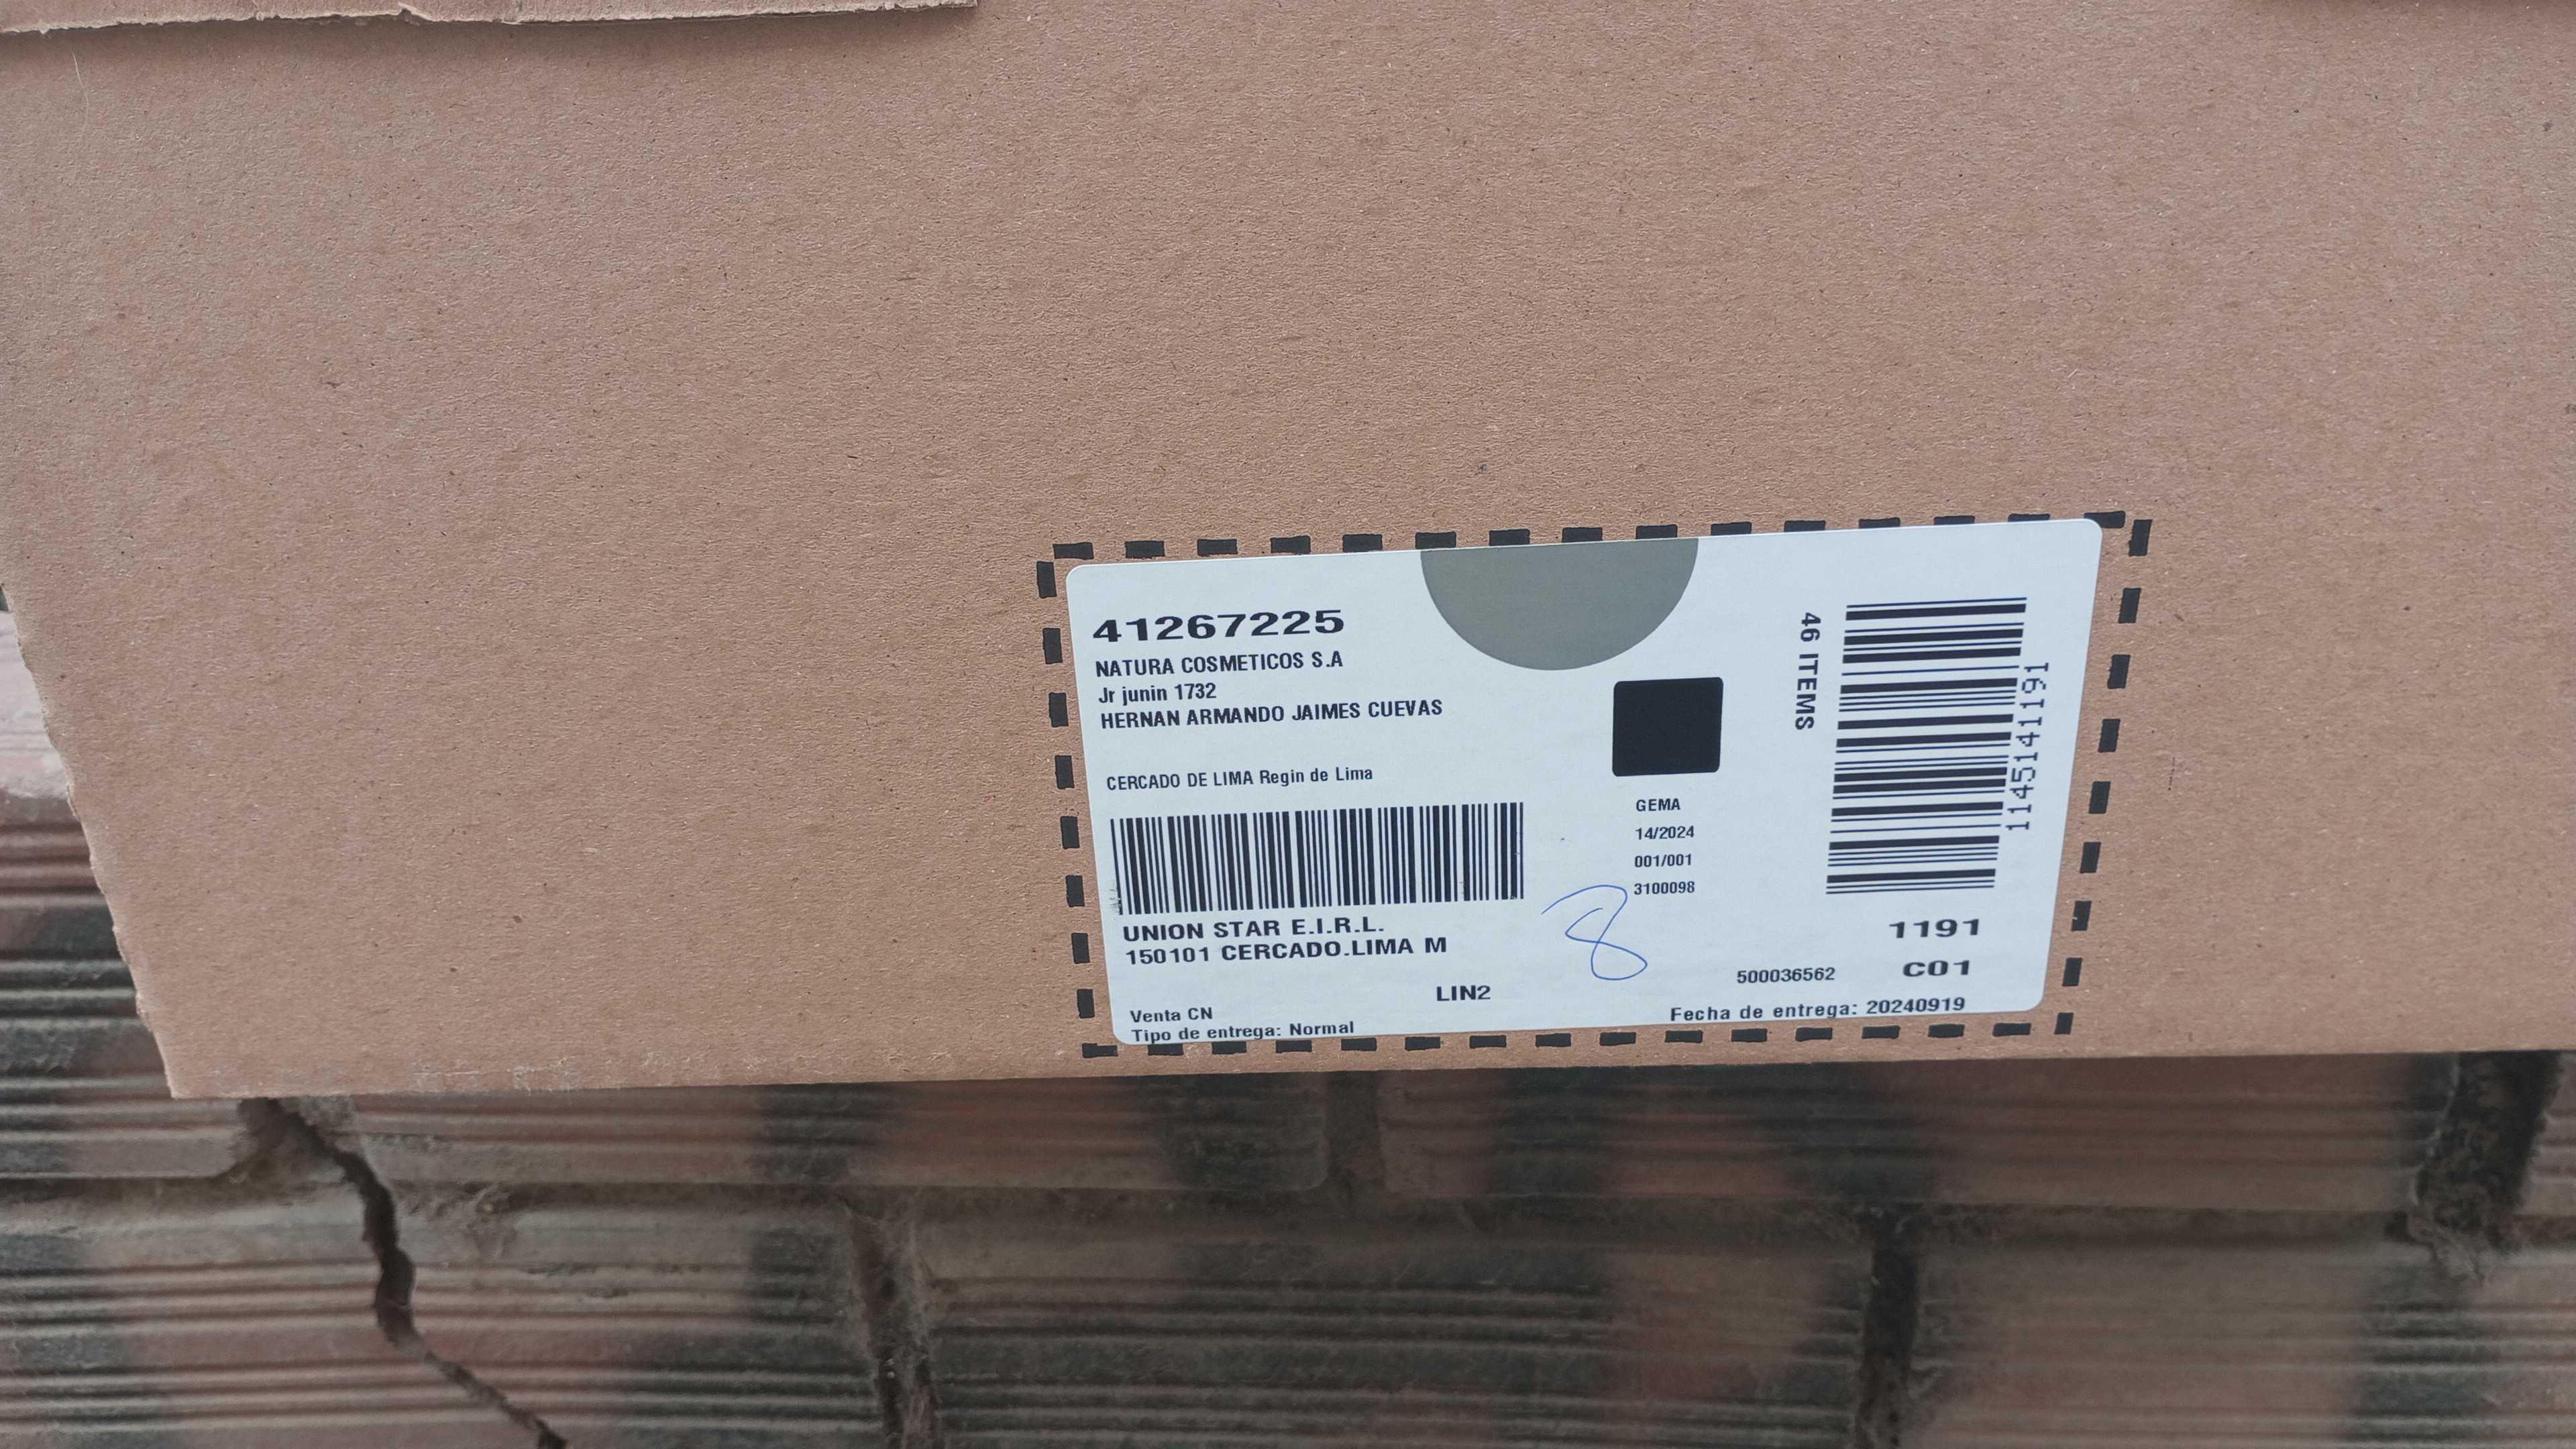 41267225
NATURA COSMETICOS S.A
Jr junin 1732
HERNAN ARMANDO JAIMES CUEVAS
CERCADO DE LIMA Regin de Lima
UNION STAR E.I.R.L.
150101 CERCADO.LIMA M
LIN2
Venta CN
Tipo de entrega: Normal
GEMA
14/2024
001/001
3100098
8
46 ITEMS
1145141191
1191
500036562
C01
Fecha de entrega: 20240919